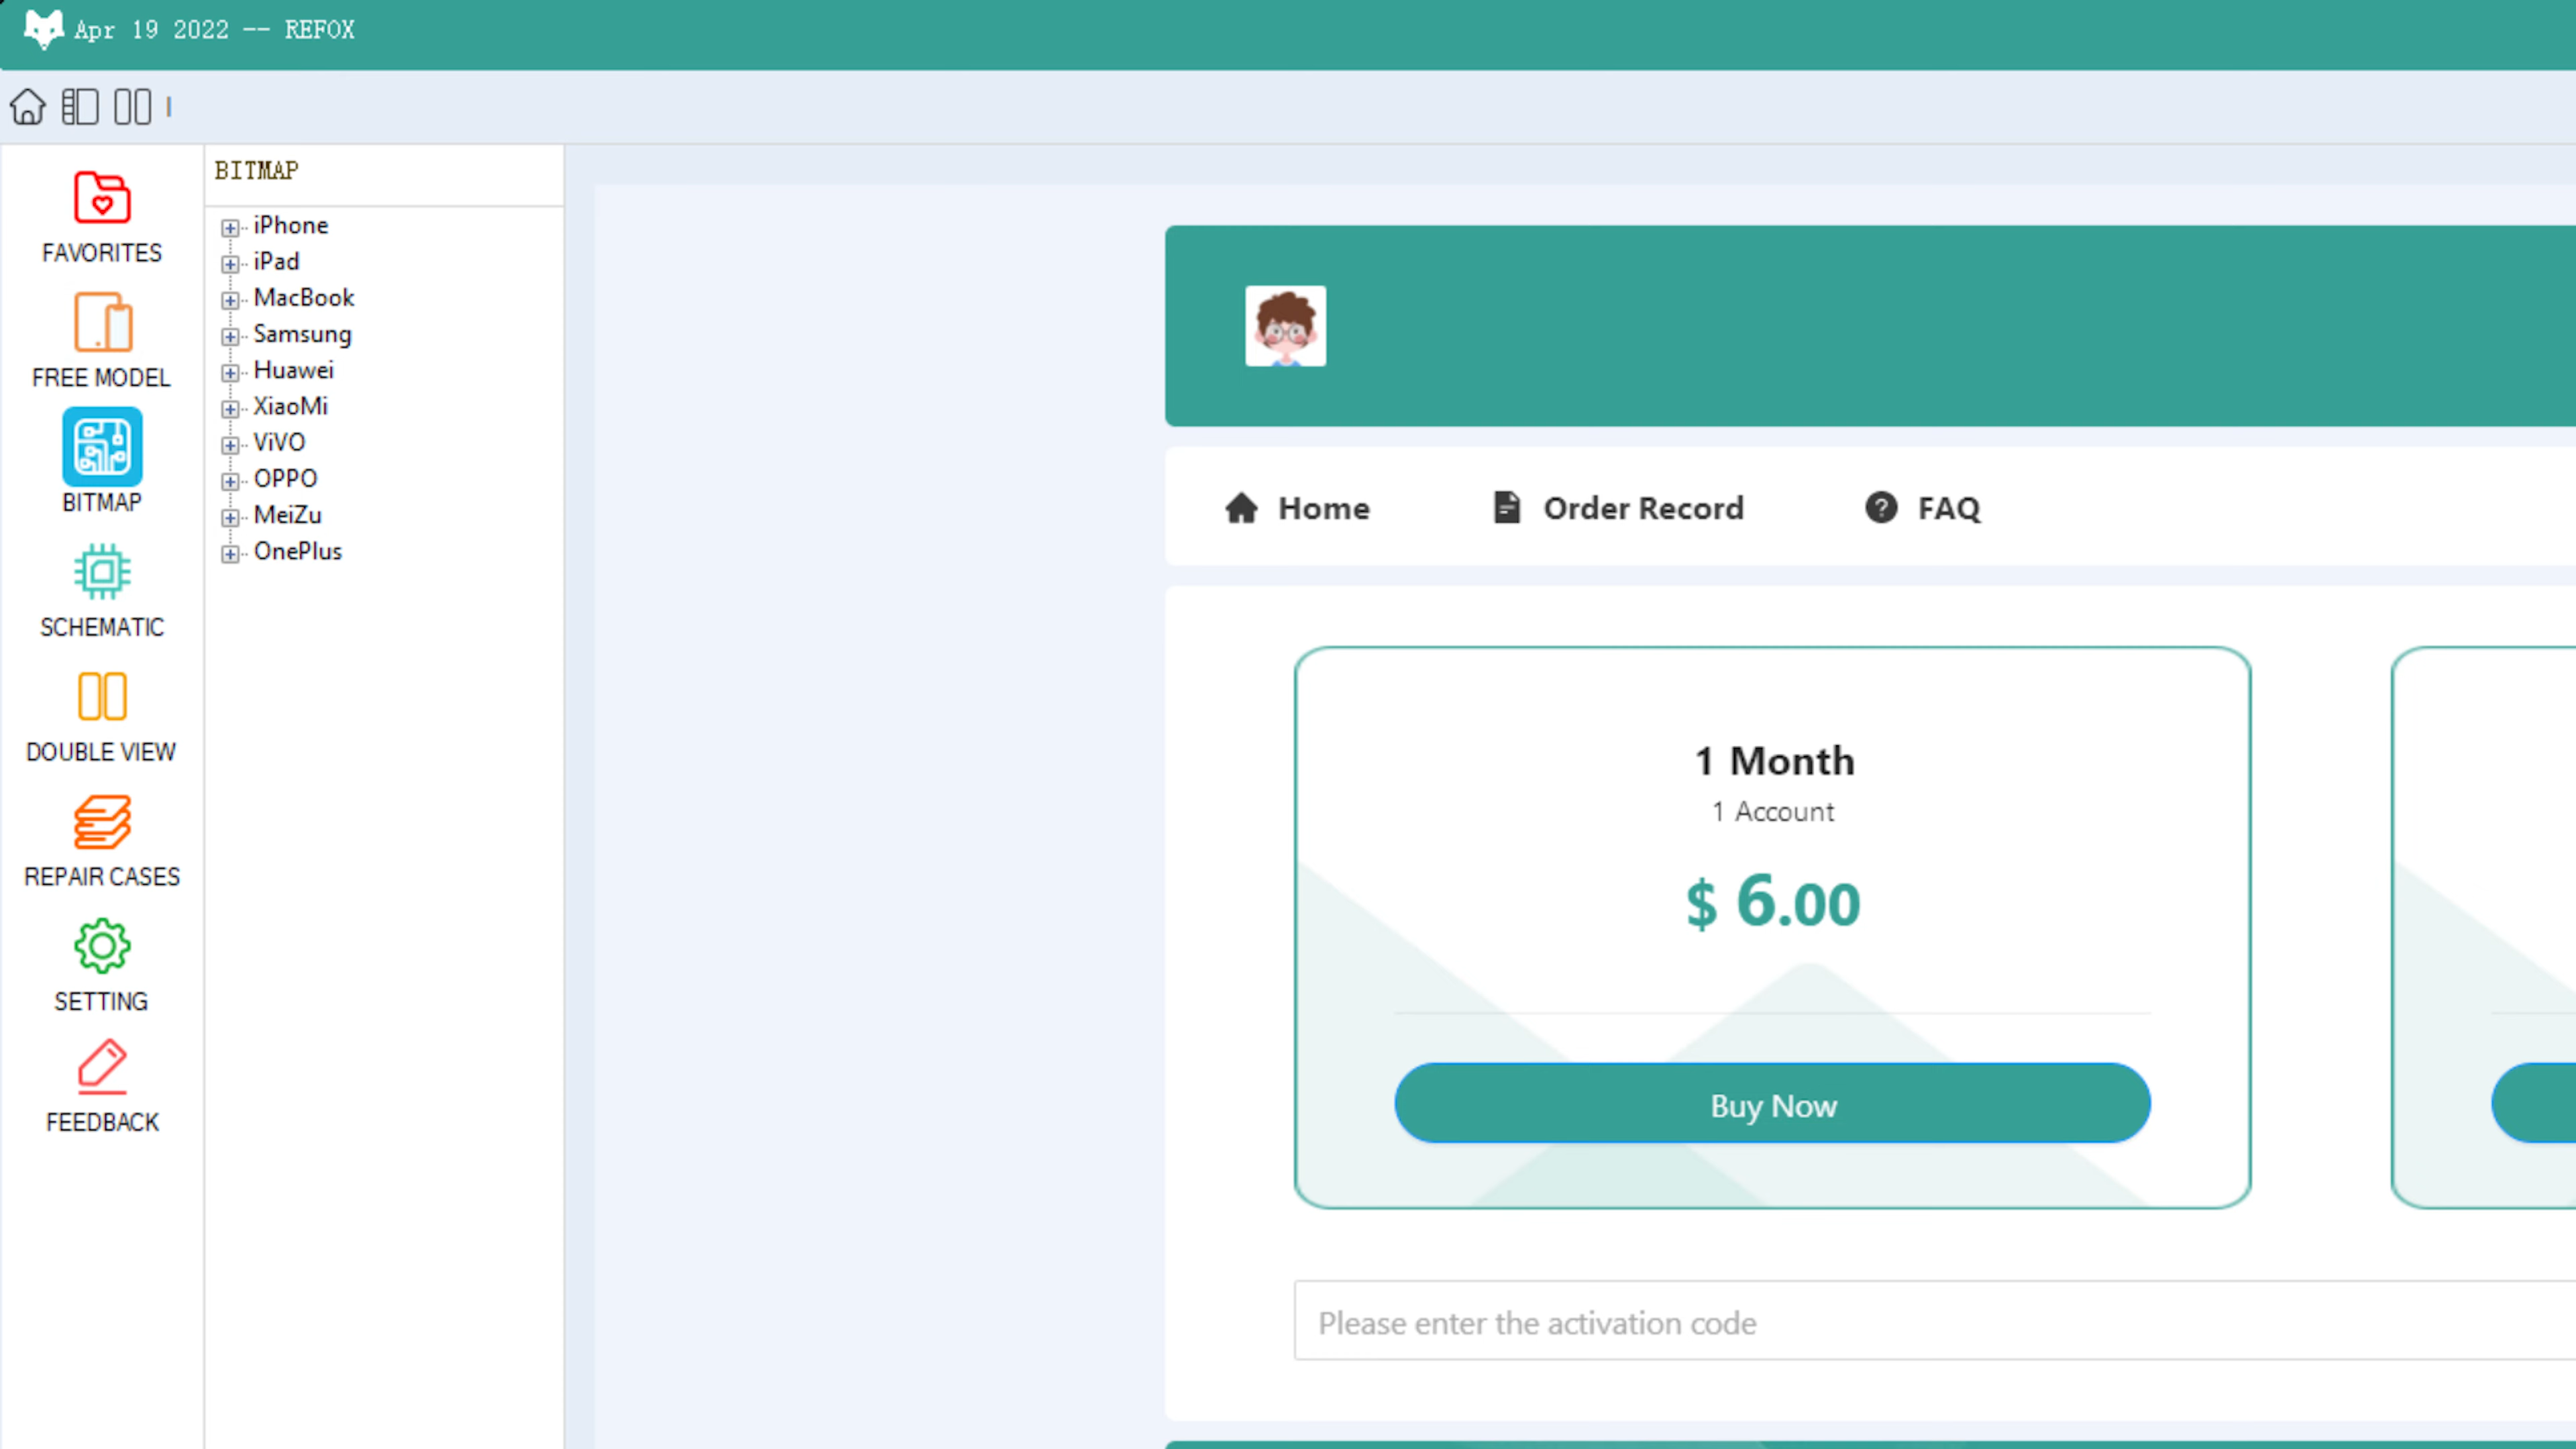 Apr 19 2022 -- REFOX
FAVORITES
FREE MODEL
BITMAP
SCHEMATIC
DOUBLE VIEW
REPAIR CASES
SETTING
FEEDBACK
BITMAP
iPhone
iPad
MacBook
Samsung
Huawei
XiaoMi
ViVO
OPPO
MeiZu
OnePlus
Home
Order Record
FAQ
1 Month
1 Account
$ 6.00
Buy Now
Please enter the activation code